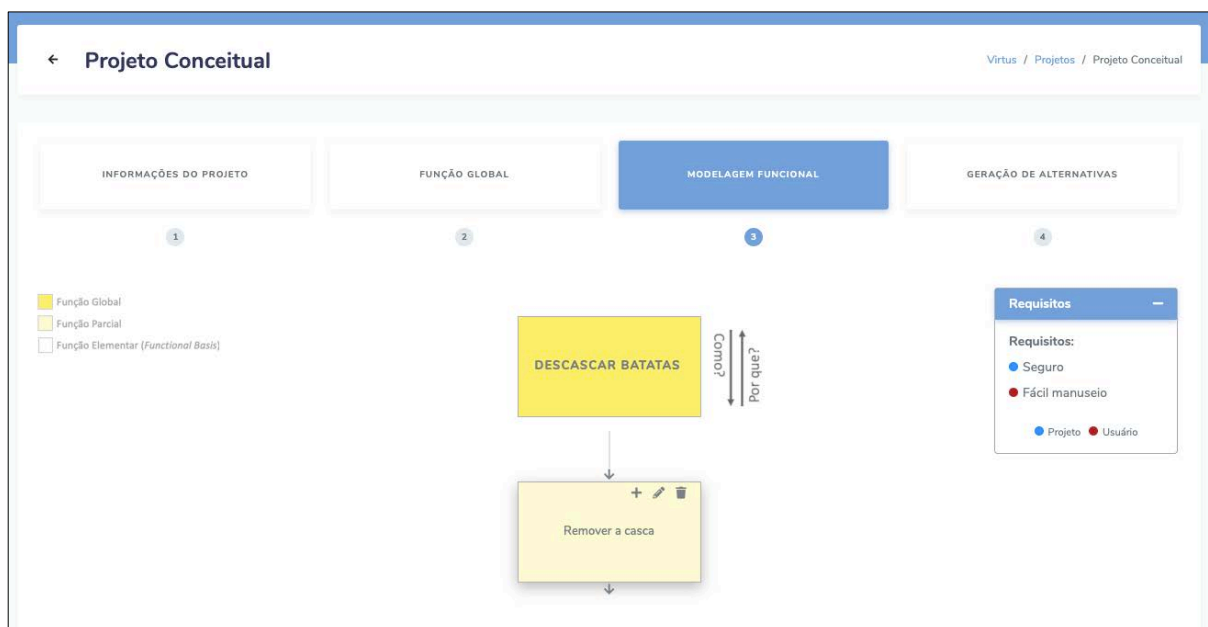 Projeto Conceitual
Virtus / Projetos / Projeto Conceitual
INFORMAÇÕES DO PROJETO
FUNÇÃO GLOBAL
MODELAGEM FUNCIONAL
GERAÇÃO DE ALTERNATIVAS
1
2
3
4
Função Global
Função Parcial
Função Elementar (Functional Basis)
DESCASCAR BATATAS
Como?
Por que?
Remover a casca
Requisitos
Requisitos:
Seguro
Fácil manuseio
Projeto Usuário